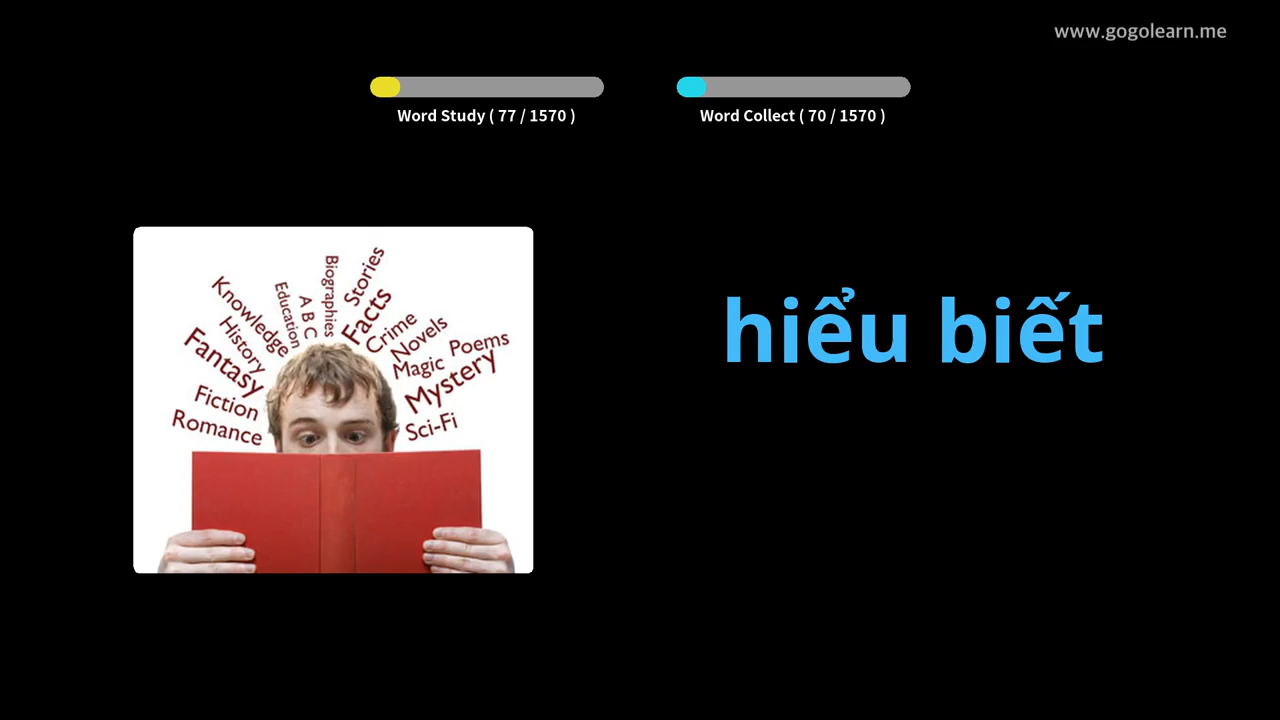 www.gogolearn.me
Word Study ( 77 / 1570 )
Word Collect ( 70 / 1570 )
Biographies
Stories
Education
A B C
Facts
Knowledge
History
Crime
Novels
Fantasy
Magic
Poems
Mystery
Fiction
Romance
Sci-Fi
hiểu biết